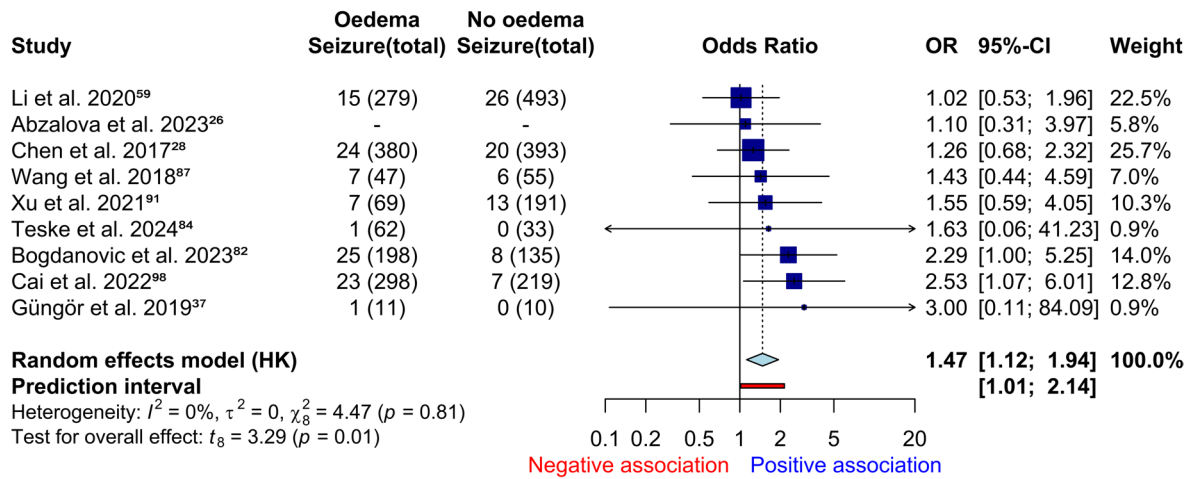 Oedema No oedema
Study Seizure(total) Seizure(total) Odds Ratio OR 95%-CI Weight
Li et al. 2020⁵⁹ 15 (279) 26 (493) 1.02 [0.53; 1.96] 22.5%
Abzalova et al. 2023²⁶ - - 1.10 [0.31; 3.97] 5.8%
Chen et al. 2017²⁸ 24 (380) 20 (393) 1.26 [0.68; 2.32] 25.7%
Wang et al. 2018⁸⁷ 7 (47) 6 (55) 1.43 [0.44; 4.59] 7.0%
Xu et al. 2021⁹¹ 7 (69) 13 (191) 1.55 [0.59; 4.05] 10.3%
Teske et al. 2024⁸⁴ 1 (62) 0 (33) 1.63 [0.06; 41.23] 0.9%
Bogdanovic et al. 2023⁸² 25 (198) 8 (135) 2.29 [1.00; 5.25] 14.0%
Cai et al. 2022⁹⁸ 23 (298) 7 (219) 2.53 [1.07; 6.01] 12.8%
Güngör et al. 2019³⁷ 1 (11) 0 (10) 3.00 [0.11; 84.09] 0.9%
Random effects model (HK) 1.47 [1.12; 1.94] 100.0%
Prediction interval [1.01; 2.14]
Heterogeneity: I² = 0%, τ² = 0, χ²₈ = 4.47 (p = 0.81)
Test for overall effect: t₈ = 3.29 (p = 0.01)
0.1 0.2 0.5 1 2 5 20
Negative association Positive association